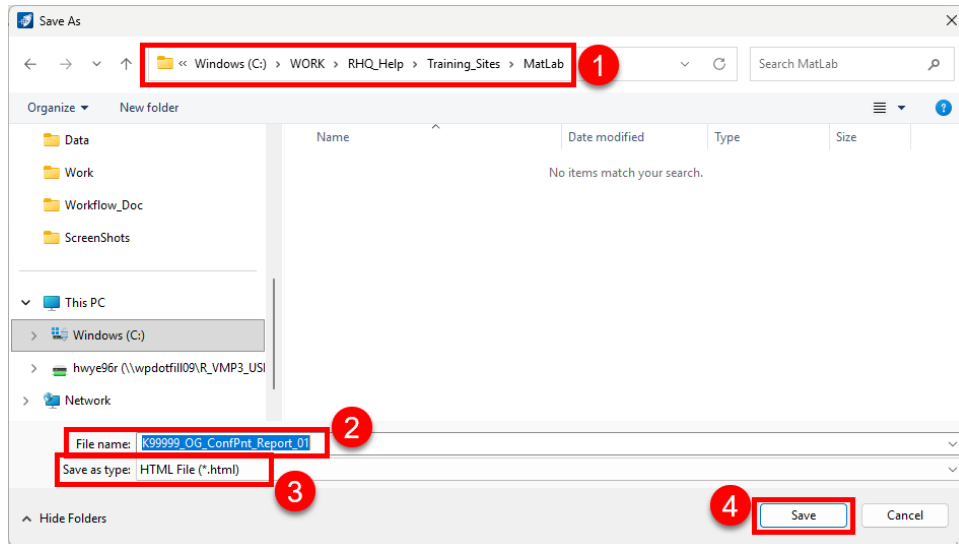 Save As
« Windows (C:) > WORK > RHQ_Help > Training_Sites > MatLab
1
Search MatLab
Organize
New folder
?
Name
Date modified
Type
Size
No items match your search.
Data
Work
Workflow_Doc
ScreenShots
This PC
Windows (C:)
hwye96r (\\wpdotfill09\R_VMP3_USI
Network
2
File name: K99999_OG_ConfPnt_Report_01
Save as type: HTML File (*.html)
3
4
Hide Folders
Save
Cancel